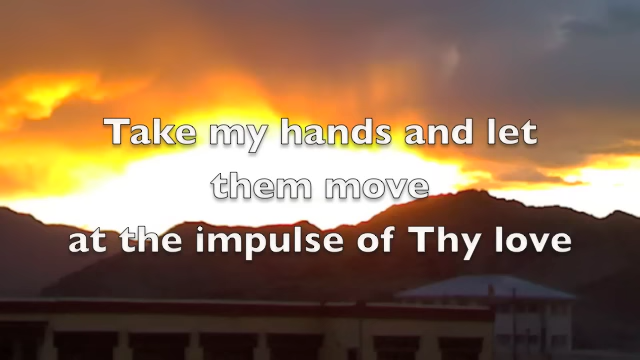 Take my hands and let
them move
at the impulse of Thy love